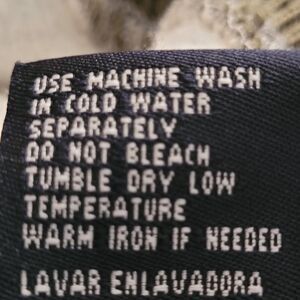 USE MACHINE WASH
IN COLD WATER
SEPARATELY
DO NOT BLEACH
TUMBLE DRY LOW
TEMPERATURE
WARM IRON IF NEEDED
LAVAR ENLAVADORA